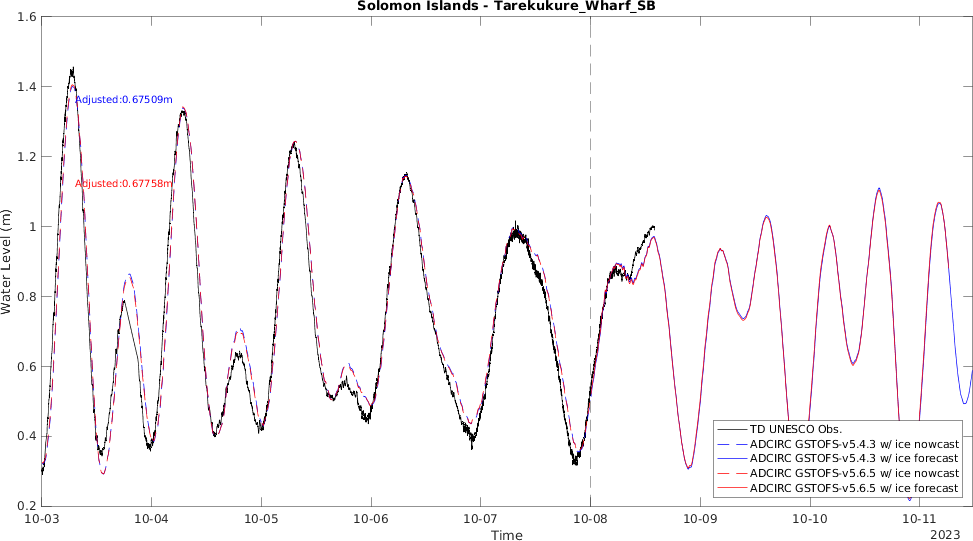 Solomon Islands - Tarekukure_Wharf_SB
1.6
1.4
1.2
1
0.8
0.6
0.4
0.2
Water Level (m)
Adjusted:0.67509m
Adjusted:0.67758m
TD UNESCO Obs.
ADCIRC GSTOFS-v5.4.3 w/ ice nowcast
ADCIRC GSTOFS-v5.4.3 w/ ice forecast
ADCIRC GSTOFS-v5.6.5 w/ ice nowcast
ADCIRC GSTOFS-v5.6.5 w/ ice forecast
10-03 10-04 10-05 10-06 10-07 10-08 10-09 10-10 10-11
Time
2023